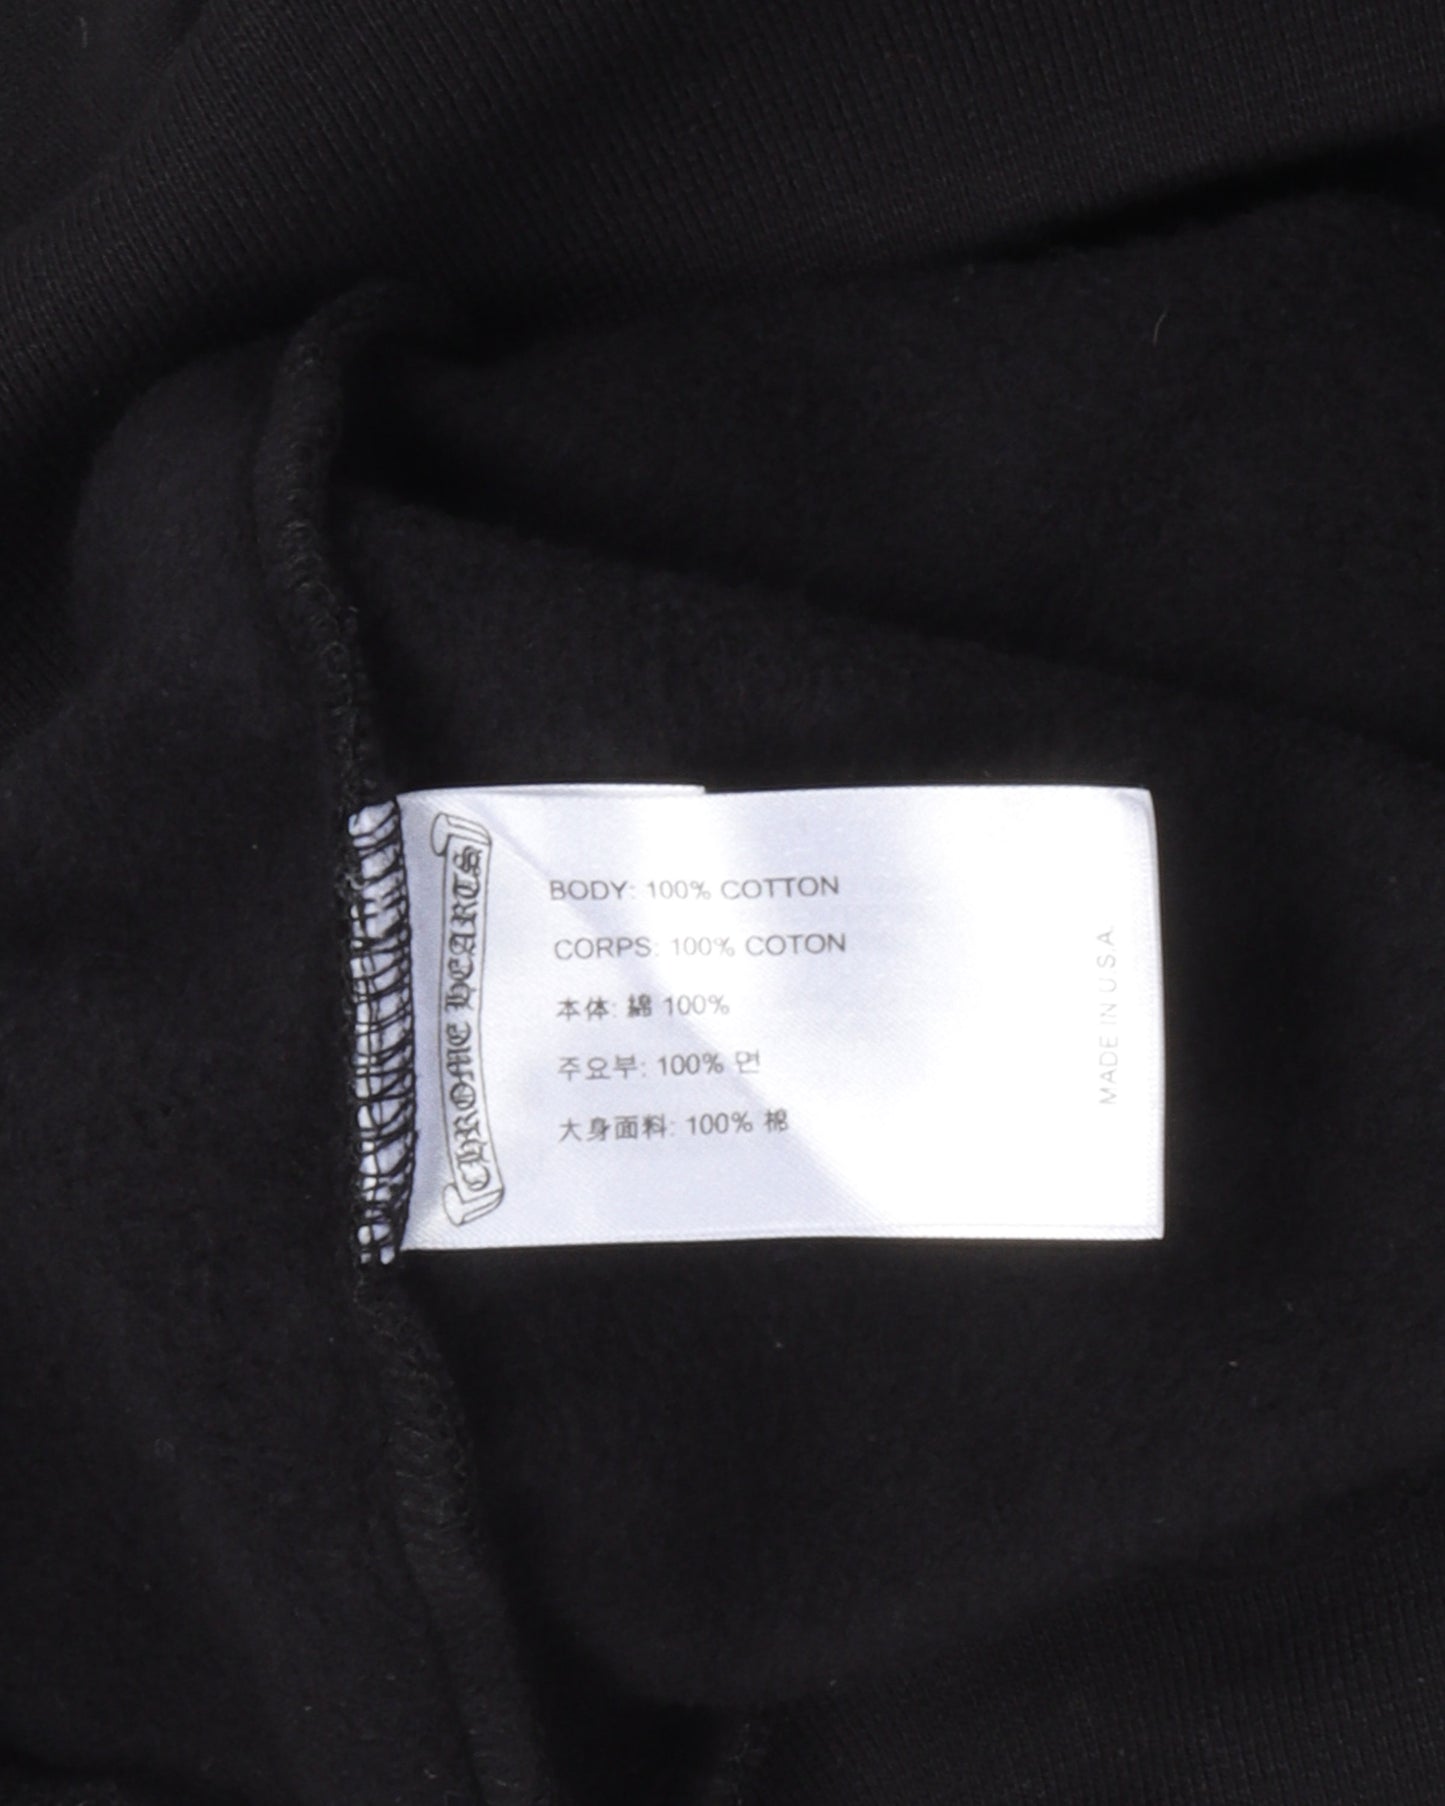 CHROME HEARTS
BODY: 100% COTTON
CORPS: 100% COTON
本体: 綿 100%
주요부: 100% 면
大身面料: 100% 棉
MADE IN U.S.A.